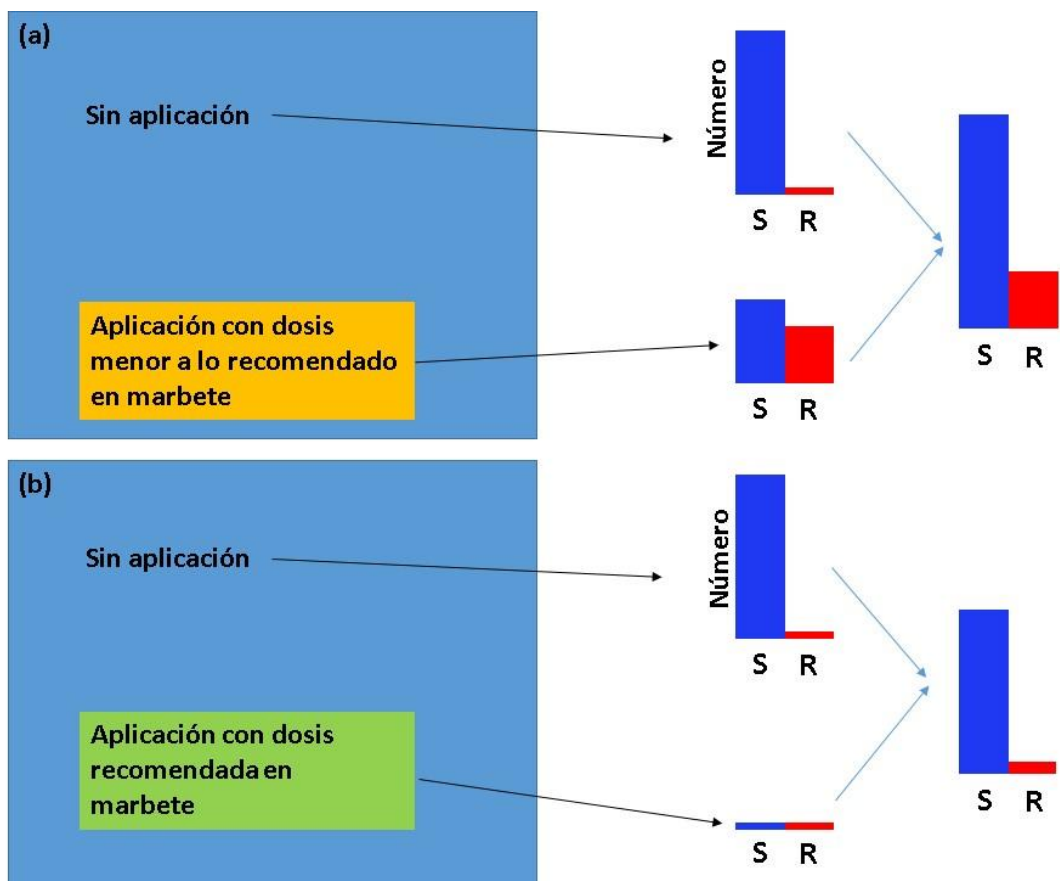 (a)
Sin aplicación
Número
S R
Aplicación con dosis
menor a lo recomendado
en marbete
S R
S R
(b)
Sin aplicación
Número
S R
Aplicación con dosis
recomendada en
marbete
S R
S R